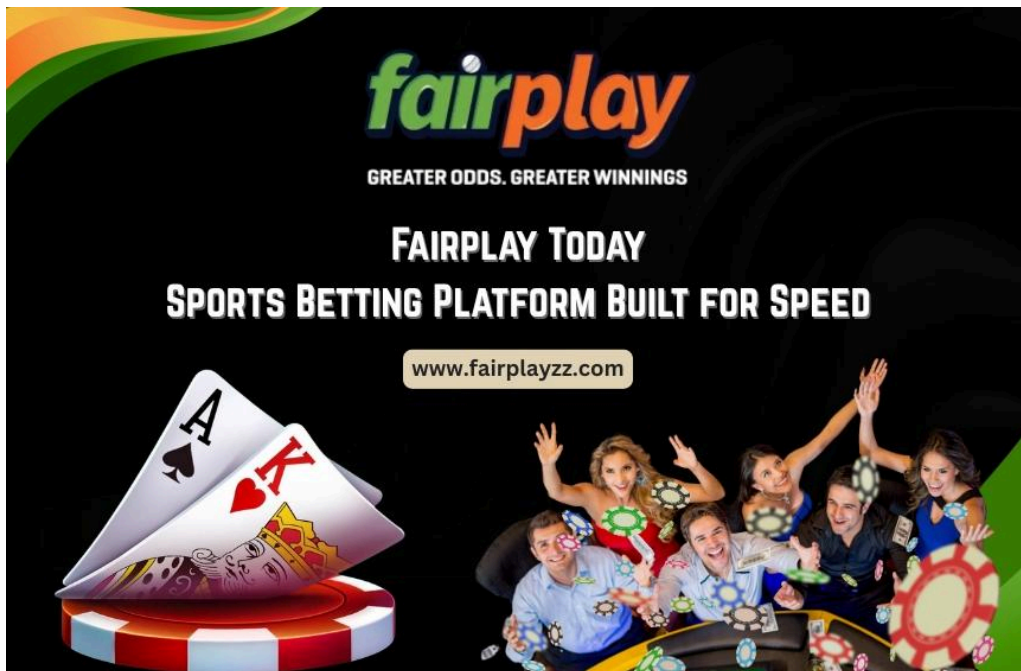 fairplay
GREATER ODDS. GREATER WINNINGS
FAIRPLAY TODAY
SPORTS BETTING PLATFORM BUILT FOR SPEED
www.fairplayzz.com
A
K